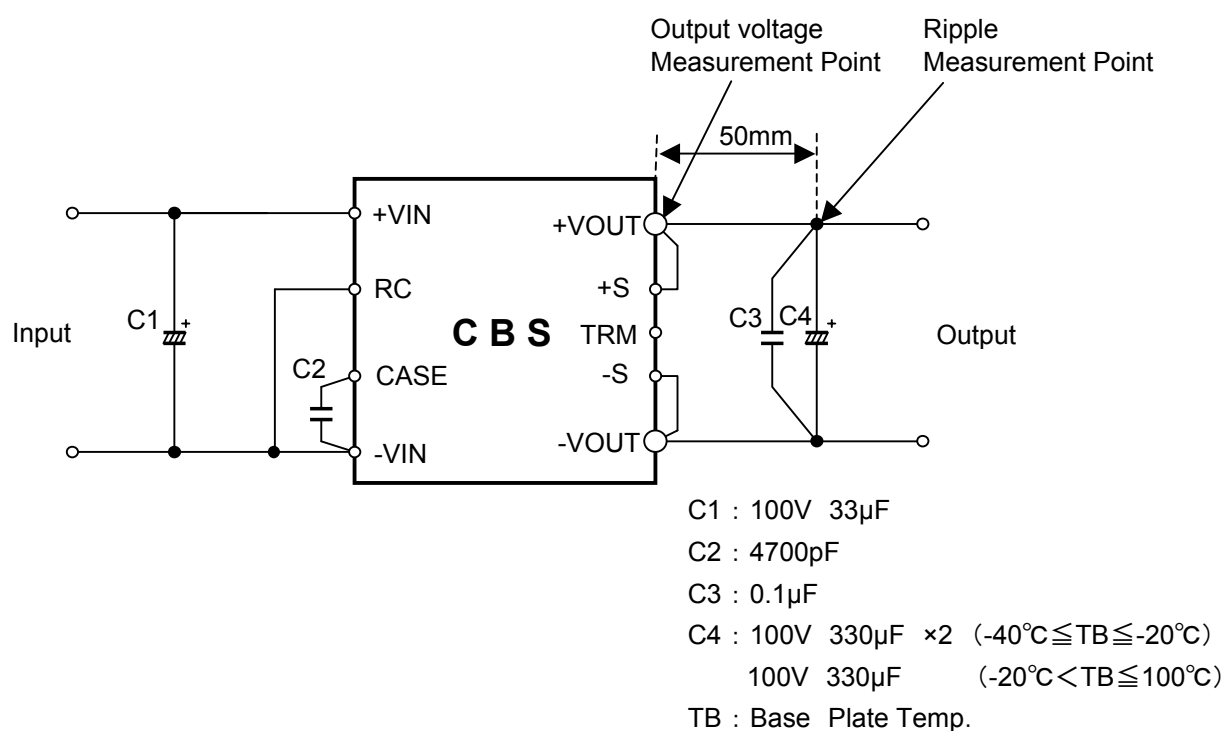 Output voltage
Measurement Point
Ripple
Measurement Point
50mm
+VIN
+VOUT
RC
+S
Input
C1
+
C B S
TRM
C3
C4
+
Output
C2
CASE
-S
-VIN
-VOUT
C1 : 100V 33µF
C2 : 4700pF
C3 : 0.1µF
C4 : 100V 330µF ×2 (-40℃≦TB≦-20℃)
100V 330µF (-20℃<TB≦100℃)
TB : Base Plate Temp.